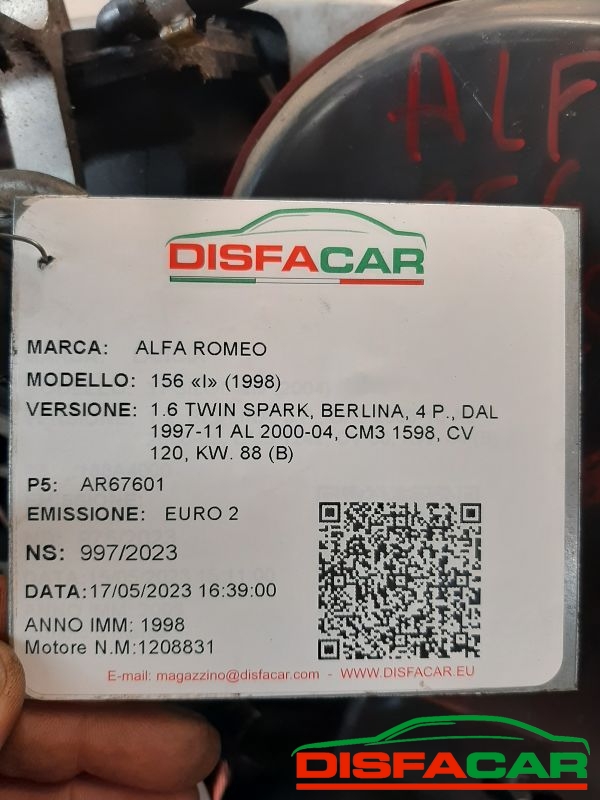 ALF
156
DISFACAR
MARCA: ALFA ROMEO
MODELLO: 156 «I» (1998)
VERSIONE: 1.6 TWIN SPARK, BERLINA, 4 P., DAL
1997-11 AL 2000-04, CM3 1598, CV
120, KW. 88 (B)
P5: AR67601
EMISSIONE: EURO 2
NS: 997/2023
DATA:17/05/2023 16:39:00
ANNO IMM: 1998
Motore N.M:1208831
E-mail: magazzino@disfacar.com - WWW.DISFACAR.EU
DISFACAR